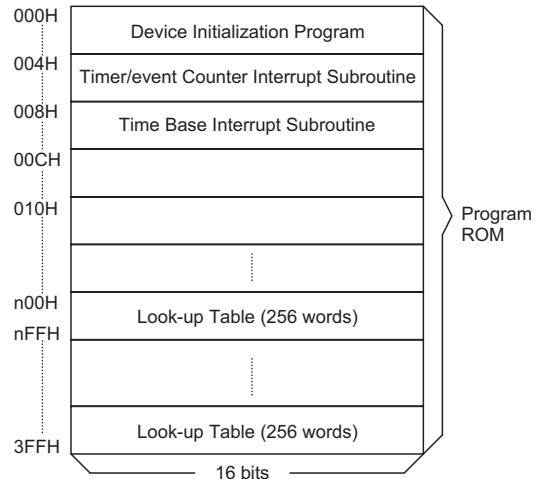 000H
Device Initialization Program
004H
Timer/event Counter Interrupt Subroutine
008H
Time Base Interrupt Subroutine
00CH
010H
Program
ROM
n00H
Look-up Table (256 words)
nFFH
Look-up Table (256 words)
3FFH
16 bits